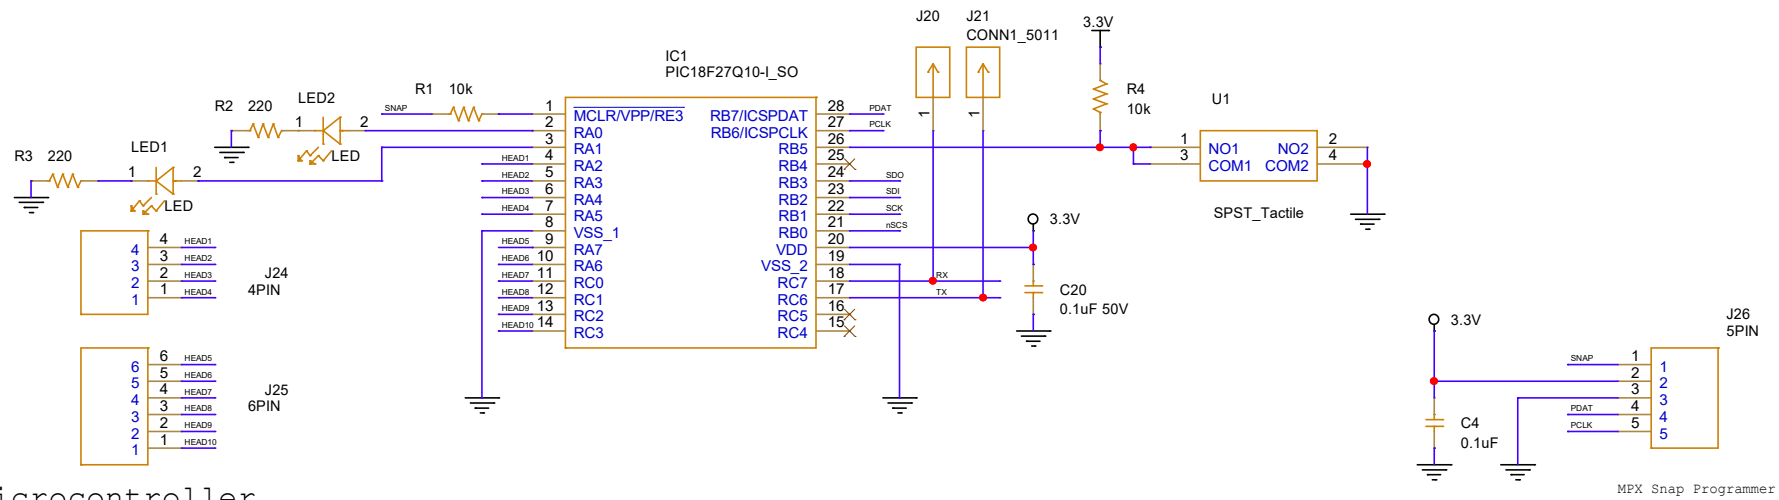 J20
J21
CONN1_5011
3.3V
IC1
PIC18F27Q10-I_SO
R4
10k
U1
R1 10k
SNAP
LED2
R2 220
1 2
LED
LED1
R3 220
1 2
LED
1 MCLR/VPP/RE3
2 RA0
3 RA1
HEAD1 4 RA2
HEAD2 5 RA3
HEAD3 6 RA4
HEAD4 7 RA5
8 VSS_1
HEAD5 9 RA7
HEAD6 10 RA6
HEAD7 11 RC0
HEAD8 12 RC1
HEAD9 13 RC2
HEAD10 14 RC3
RB7/ICSPDAT 28 PDAT
RB6/ICSPCLK 27 PCLK
RB5 26
RB4 25
RB3 24 SDO
RB2 23 SDI
RB1 22 SCK
RB0 21 nSCS
VDD 20
VSS_2 19
RC7 18 RX
RC6 17 TX
RC5 16
RC4 15
1
1
1 NO1 NO2 2
3 COM1 COM2 4
SPST_Tactile
3.3V
C20
0.1uF 50V
4 4 HEAD1
3 3 HEAD2
2 2 HEAD3
1 1 HEAD4
J24
4PIN
6 6 HEAD5
5 5 HEAD6
4 4 HEAD7
3 3 HEAD8
2 2 HEAD9
1 1 HEAD10
J25
6PIN
3.3V
J26
5PIN
SNAP 1 1
2 2
3 3
PDAT 4 4
PCLK 5 5
C4
0.1uF
icrocontroller
MPX Snap Programmer